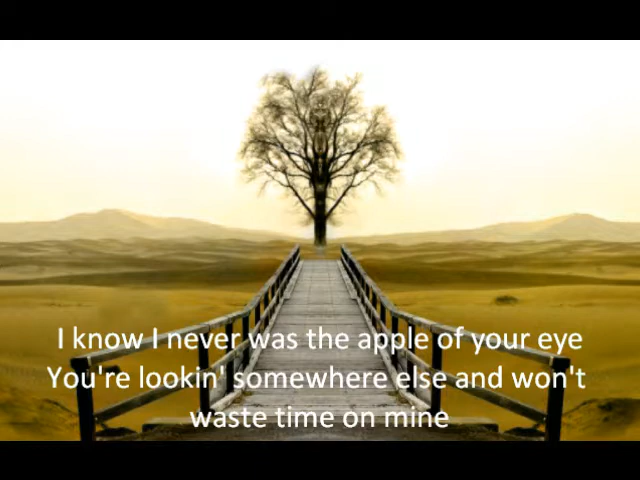 I know I never was the apple of your eye
You're lookin' somewhere else and won't
waste time on mine